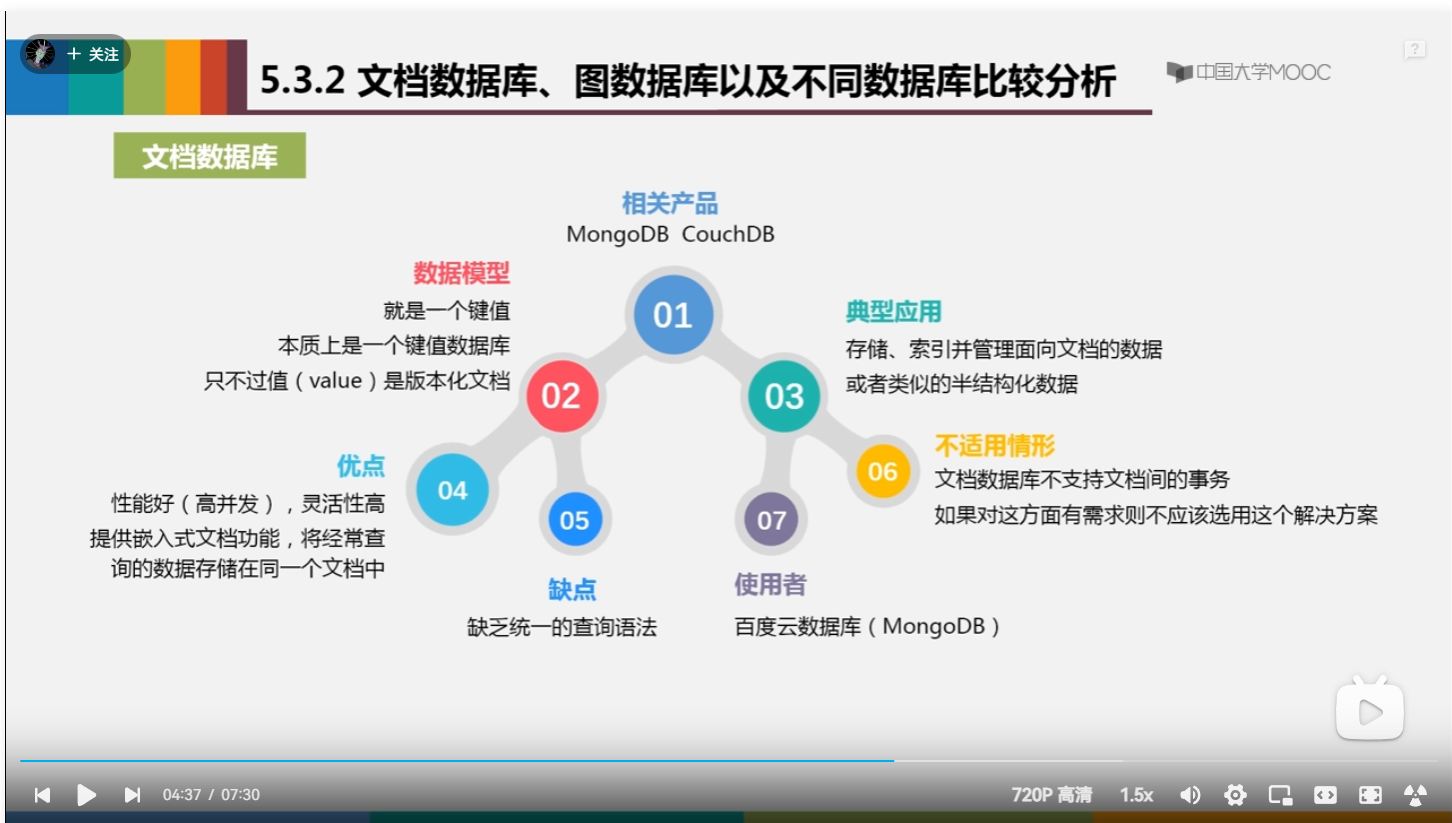 + 关注
5.3.2 文档数据库、图数据库以及不同数据库比较分析
中国大学MOOC
?
文档数据库
相关产品
MongoDB CouchDB
01
数据模型
就是一个键值
本质上是一个键值数据库
只不过值（value）是版本化文档
02
典型应用
存储、索引并管理面向文档的数据
或者类似的半结构化数据
03
优点
性能好（高并发），灵活性高
提供嵌入式文档功能，将经常查
询的数据存储在同一个文档中
04
缺点
缺乏统一的查询语法
05
不适用情形
文档数据库不支持文档间的事务
如果对这方面有需求则不应该选用这个解决方案
06
使用者
百度云数据库（MongoDB）
07
04:37 / 07:30
720P 高清
1.5x